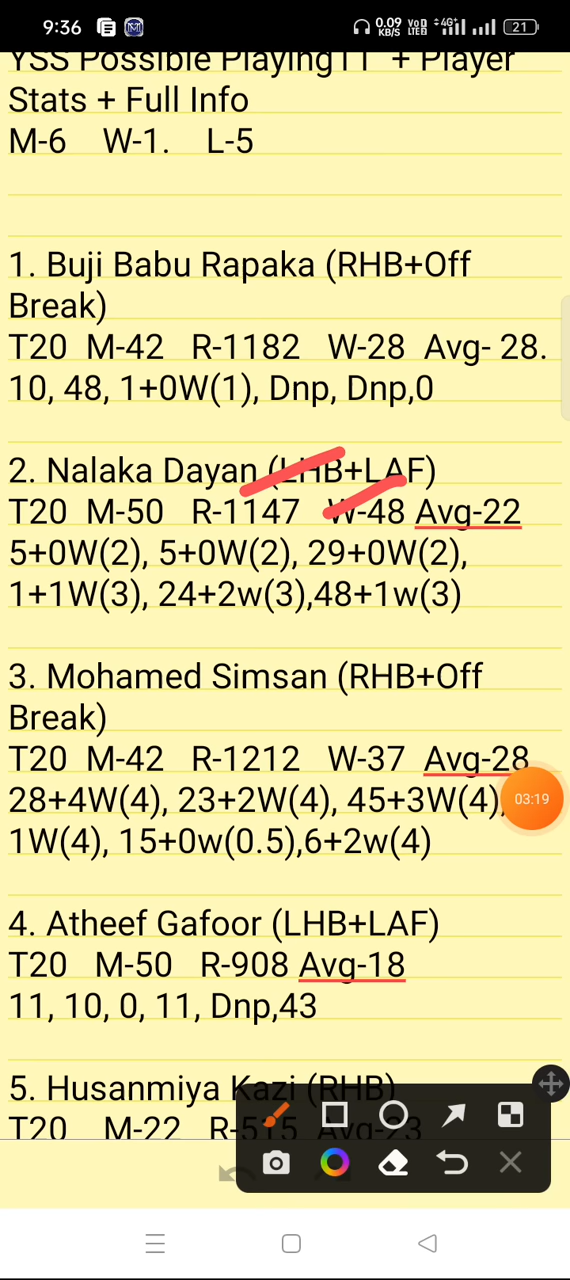 9:36
0.09 KB/S
VoD LTE
4G+
21
YSS Possible Playing11 + Player
Stats + Full Info
M-6 W-1. L-5
1. Buji Babu Rapaka (RHB+Off
Break)
T20 M-42 R-1182 W-28 Avg- 28.
10, 48, 1+0W(1), Dnp, Dnp,0
2. Nalaka Dayan (LHB+LAF)
T20 M-50 R-1147 W-48 Avg-22
5+0W(2), 5+0W(2), 29+0W(2),
1+1W(3), 24+2w(3),48+1w(3)
3. Mohamed Simsan (RHB+Off
Break)
T20 M-42 R-1212 W-37 Avg-28
28+4W(4), 23+2W(4), 45+3W(4),
03:19
1W(4), 15+0w(0.5),6+2w(4)
4. Atheef Gafoor (LHB+LAF)
T20 M-50 R-908 Avg-18
11, 10, 0, 11, Dnp,43
5. Husanmiya Kazi (RHB)
T20 M-22 R-515 Avg-23